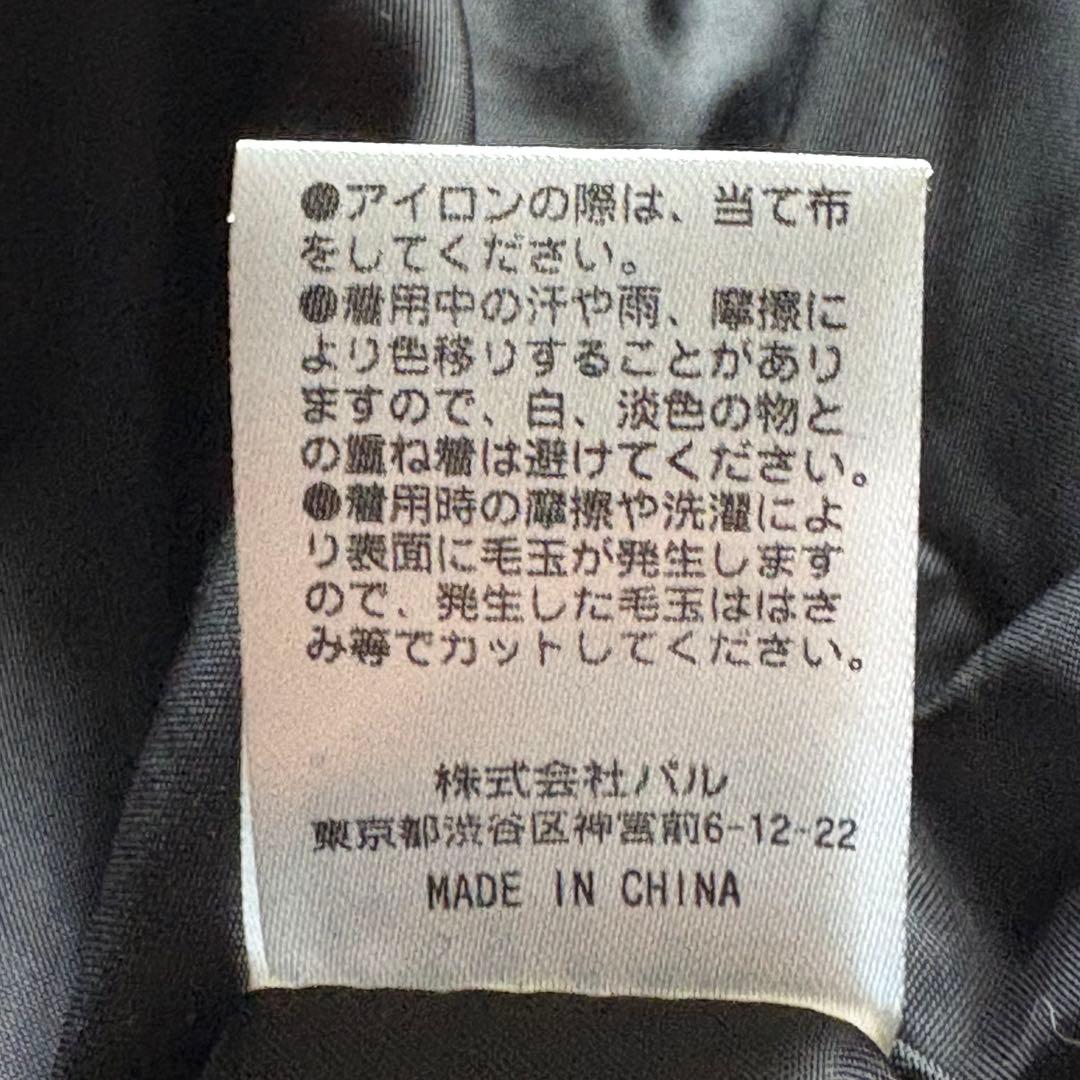 ●アイロンの際は、当て布
をしてください。
●着用中の汗や雨、摩擦に
より色移りすることがあり
ますので、白、淡色の物と
の重ね着は避けてください。
●着用時の摩擦や洗濯によ
り表面に毛玉が発生します
ので、発生した毛玉ははさ
み等でカットしてください。
株式会社パル
東京都渋谷区神宮前6-12-22
MADE IN CHINA